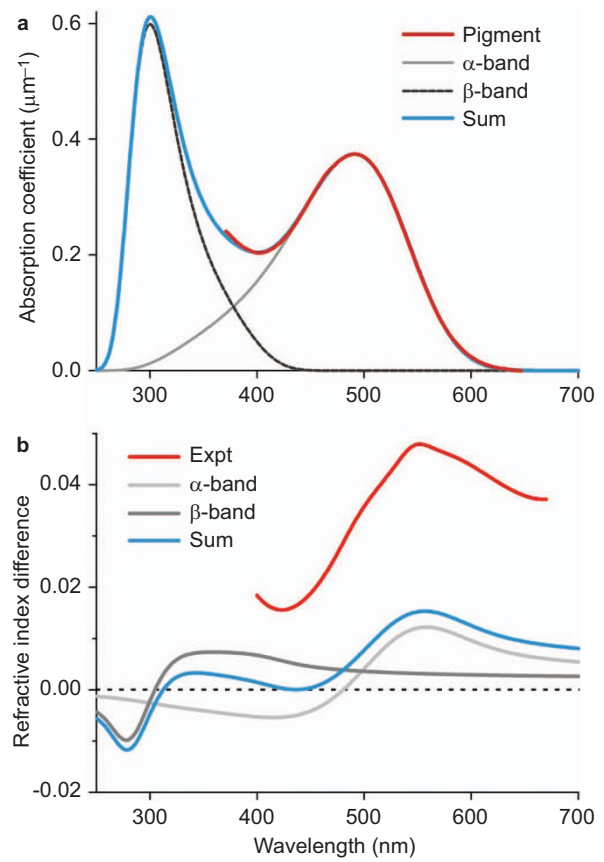 a
Absorption coefficient (μm⁻¹)
0.6
0.4
0.2
0.0
Pigment
α-band
β-band
Sum
300 400 500 600 700
b
Refractive index difference
0.04
0.02
0.00
-0.02
Expt
α-band
β-band
Sum
300 400 500 600 700
Wavelength (nm)